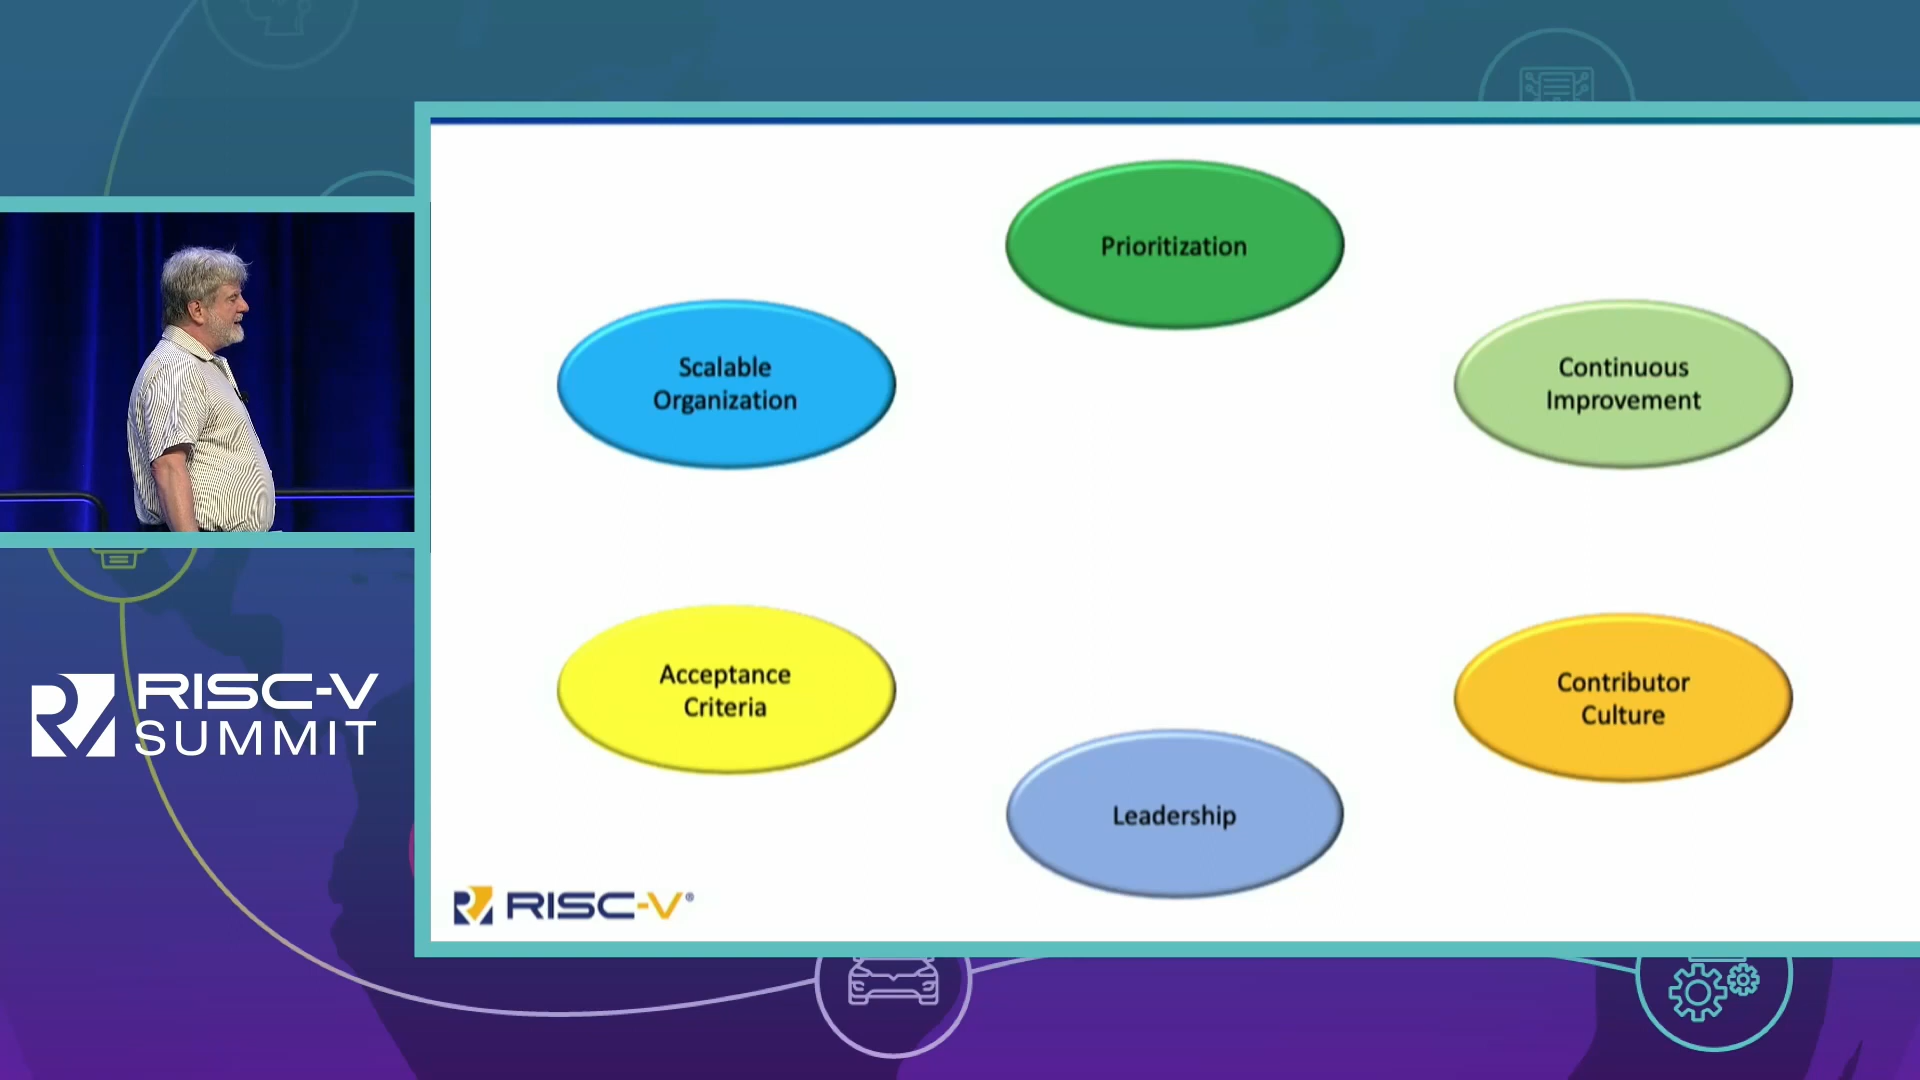 Prioritization
Scalable
Organization
Continuous
Improvement
Acceptance
Criteria
Contributor
Culture
Leadership
RISC-V®
RISC-V
SUMMIT